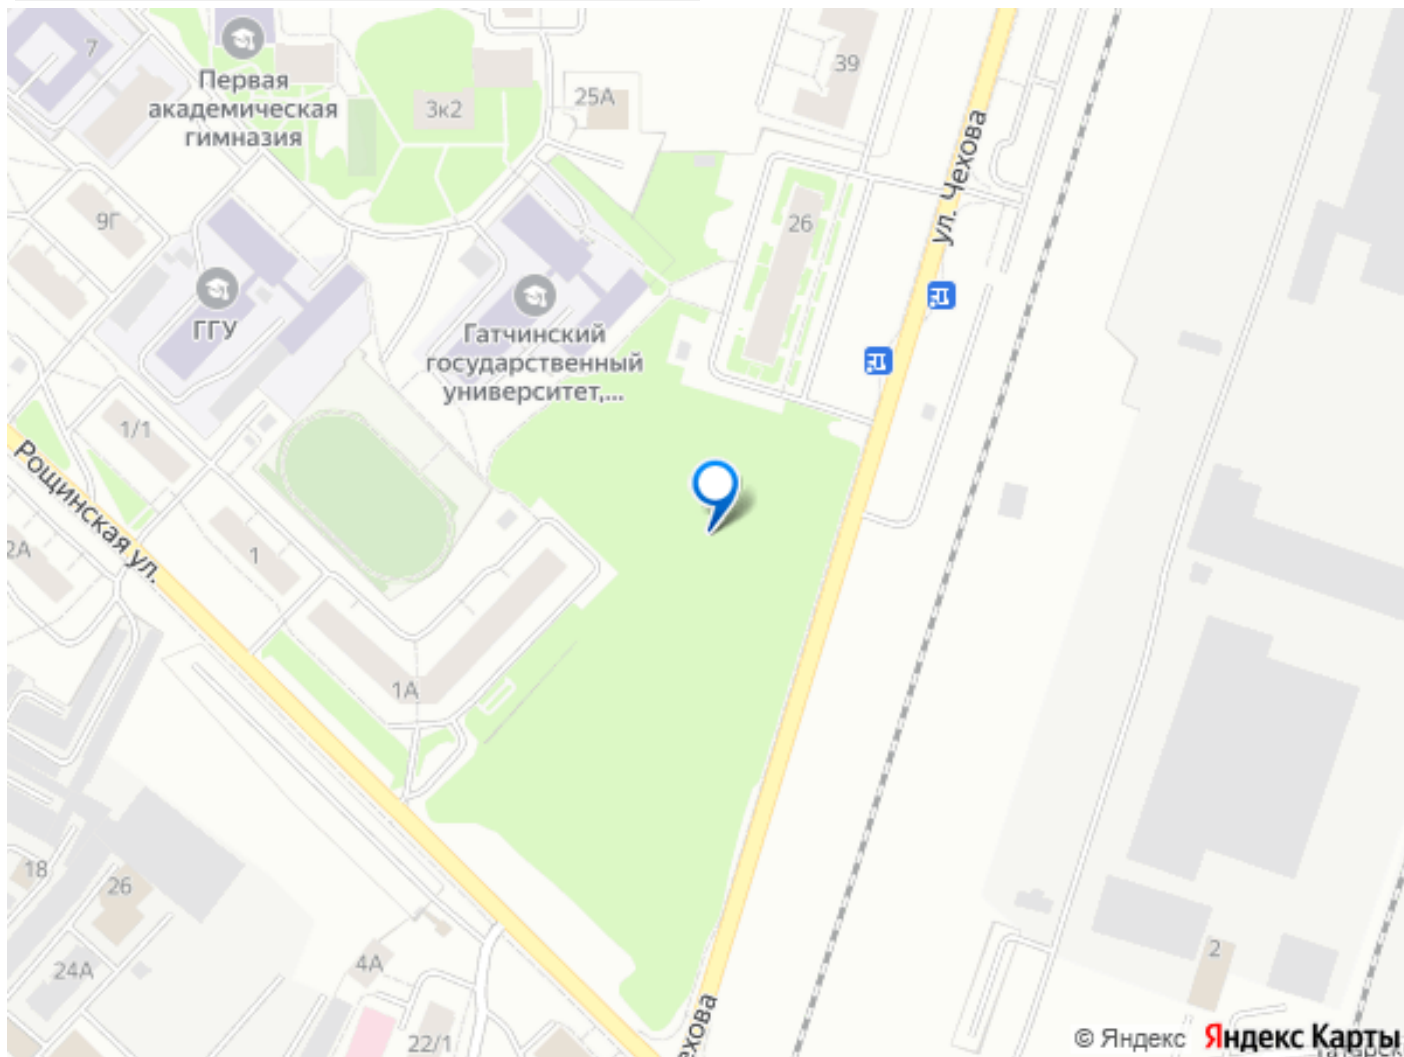 7
Первая
академическая
гимназия
3к2
25А
39
ул. Чехова
9Г
26
ГГУ
Гатчинский
государственный
университет,...
1/1
Рощинская ул.
2А
1
1А
18
26
24А
4А
22/1
2
© Яндекс Яндекс Карты